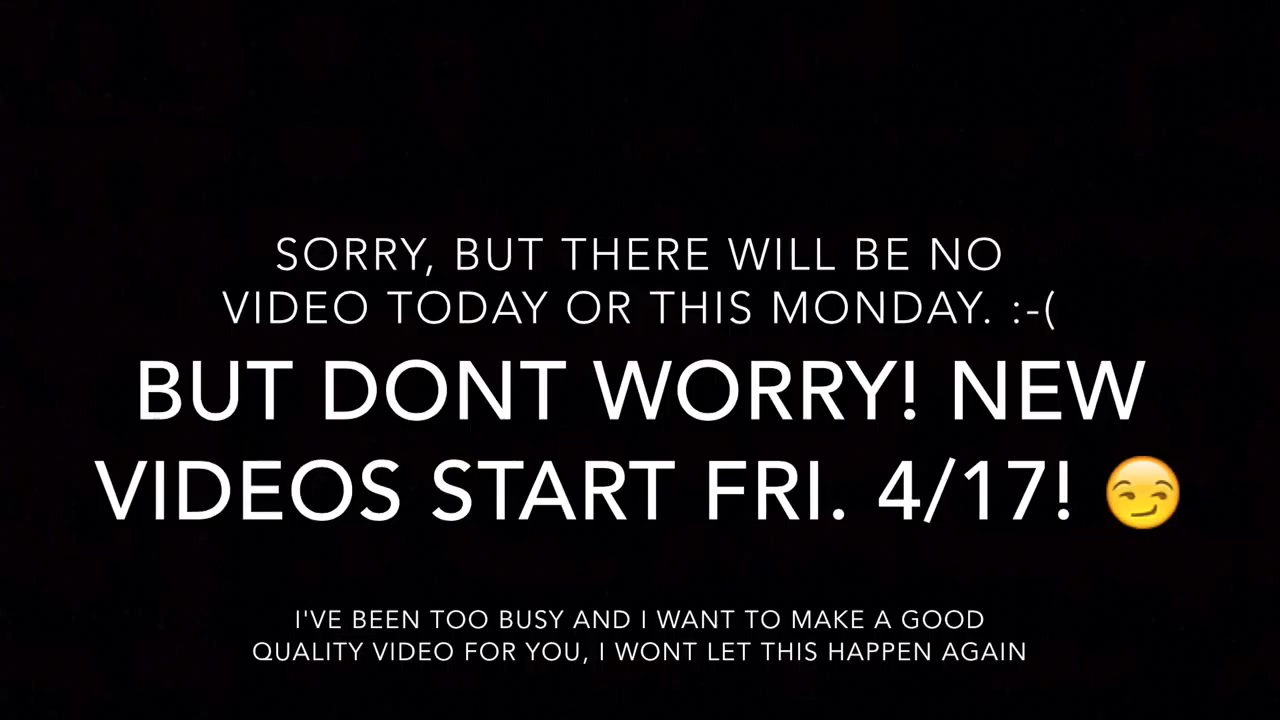 SORRY, BUT THERE WILL BE NO
VIDEO TODAY OR THIS MONDAY. :-(
BUT DONT WORRY! NEW
VIDEOS START FRI. 4/17! 😏
I'VE BEEN TOO BUSY AND I WANT TO MAKE A GOOD
QUALITY VIDEO FOR YOU, I WONT LET THIS HAPPEN AGAIN